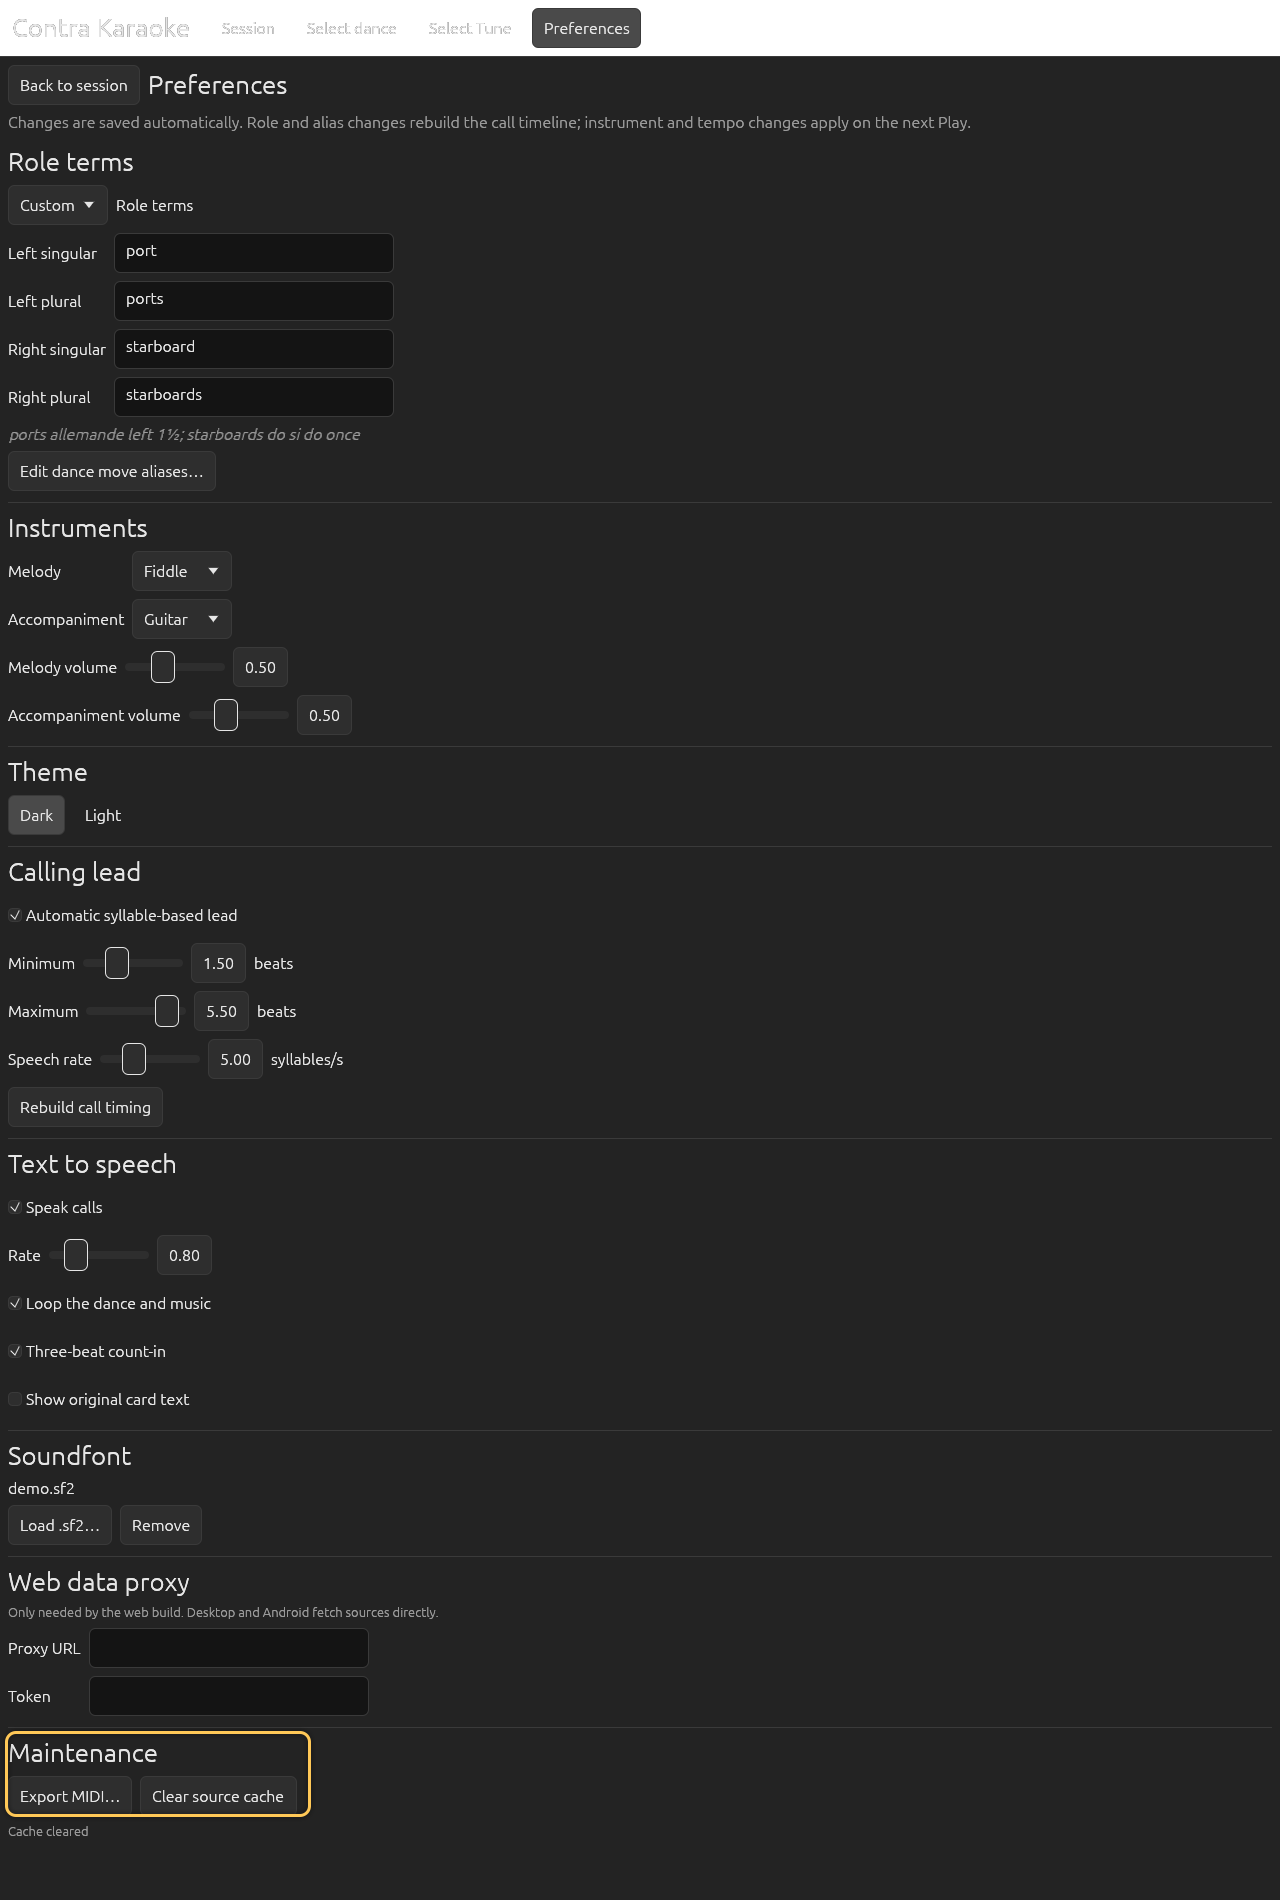 Contra Karaoke Session Select dance Select Tune Preferences
Back to session Preferences
Changes are saved automatically. Role and alias changes rebuild the call timeline; instrument and tempo changes apply on the next Play.
Role terms
Custom Role terms
Left singular port
Left plural ports
Right singular starboard
Right plural starboards
ports allemande left 1½; starboards do si do once
Edit dance move aliases…
Instruments
Melody Fiddle
Accompaniment Guitar
Melody volume 0.50
Accompaniment volume 0.50
Theme
Dark Light
Calling lead
Automatic syllable-based lead
Minimum 1.50 beats
Maximum 5.50 beats
Speech rate 5.00 syllables/s
Rebuild call timing
Text to speech
Speak calls
Rate 0.80
Loop the dance and music
Three-beat count-in
Show original card text
Soundfont
demo.sf2
Load .sf2… Remove
Web data proxy
Only needed by the web build. Desktop and Android fetch sources directly.
Proxy URL
Token
Maintenance
Export MIDI… Clear source cache
Cache cleared